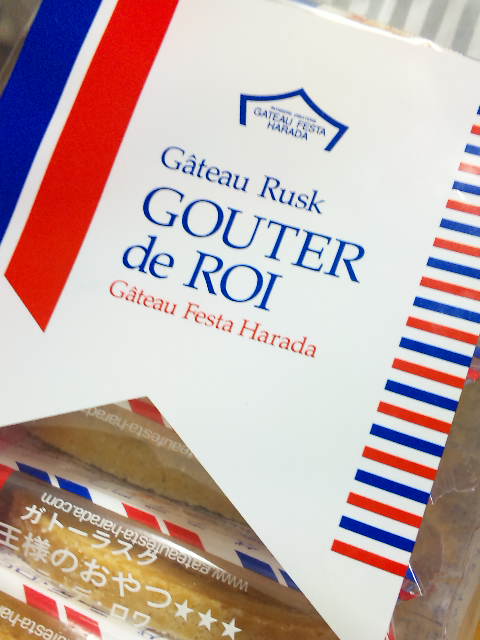 GATEAU FESTA
HARADA
Gâteau Rusk
GOUTER
de ROI
Gâteau Festa Harada
www.gateaufesta-harada.com
ガトーラスク
王様のおやつ★★★